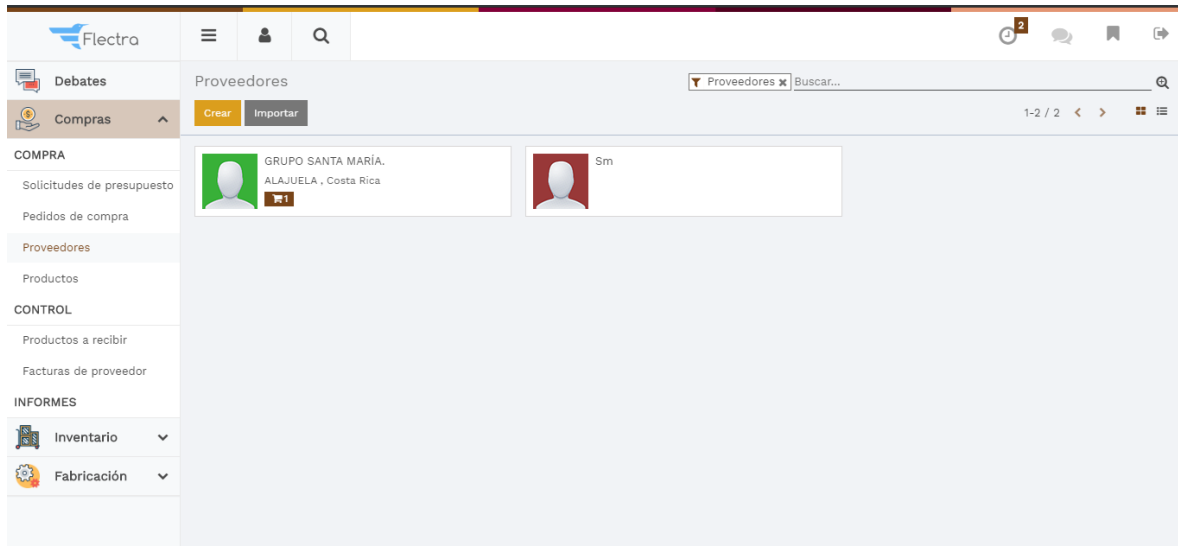 Flectra
2
Debates
Compras
COMPRA
Solicitudes de presupuesto
Pedidos de compra
Proveedores
Productos
CONTROL
Productos a recibir
Facturas de proveedor
INFORMES
Inventario
Fabricación
Proveedores
Proveedores Buscar...
Crear Importar
1-2 / 2
GRUPO SANTA MARÍA.
ALAJUELA , Costa Rica
1
Sm